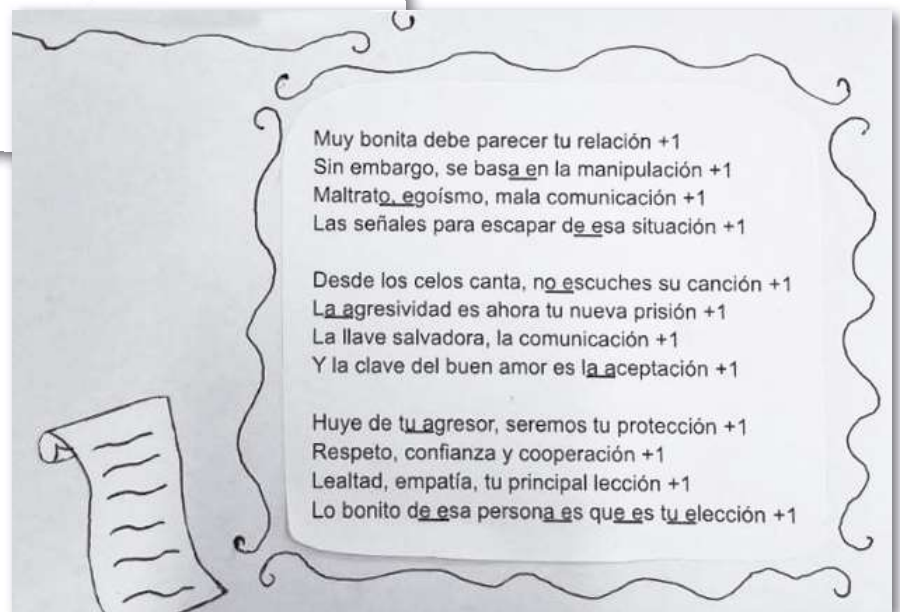 Muy bonita debe parecer tu relación +1
Sin embargo, se basa en la manipulación +1
Maltrato, egoísmo, mala comunicación +1
Las señales para escapar de esa situación +1
Desde los celos canta, no escuches su canción +1
La agresividad es ahora tu nueva prisión +1
La llave salvadora, la comunicación +1
Y la clave del buen amor es la aceptación +1
Huye de tu agresor, seremos tu protección +1
Respeto, confianza y cooperación +1
Lealtad, empatía, tu principal lección +1
Lo bonito de esa persona es que es tu elección +1